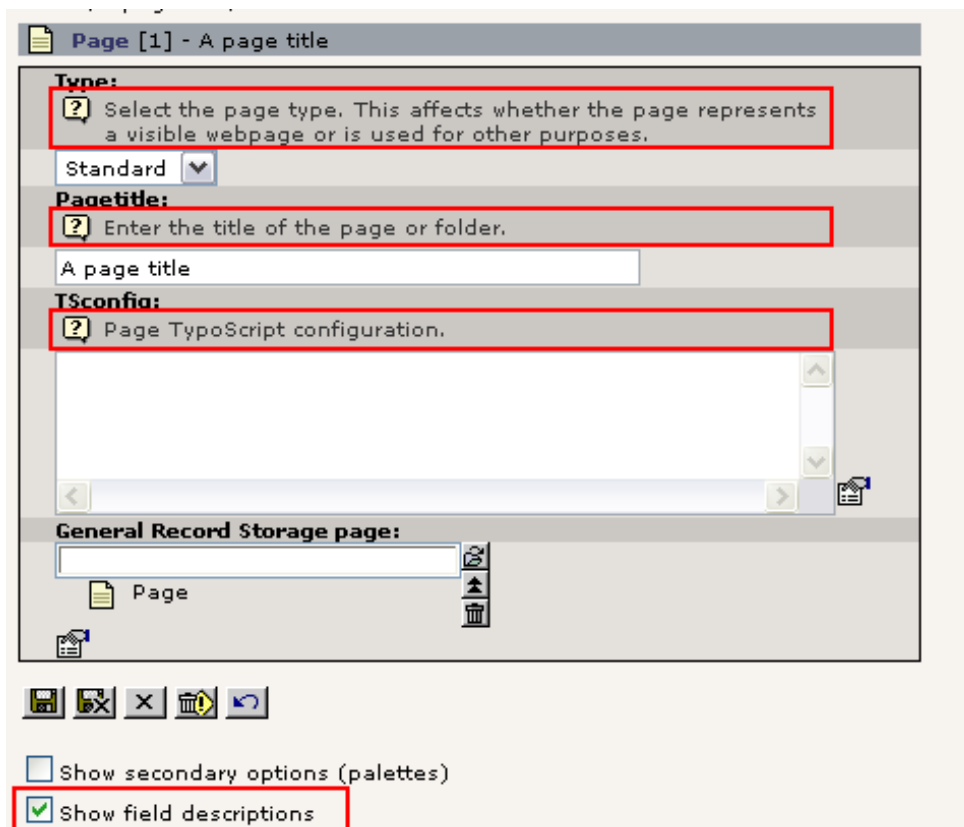 Page [1] - A page title
Type:
Select the page type. This affects whether the page represents
a visible webpage or is used for other purposes.
Standard
Pagetitle:
Enter the title of the page or folder.
A page title
TSconfig:
Page TypoScript configuration.
General Record Storage page:
Page
Show secondary options (palettes)
Show field descriptions